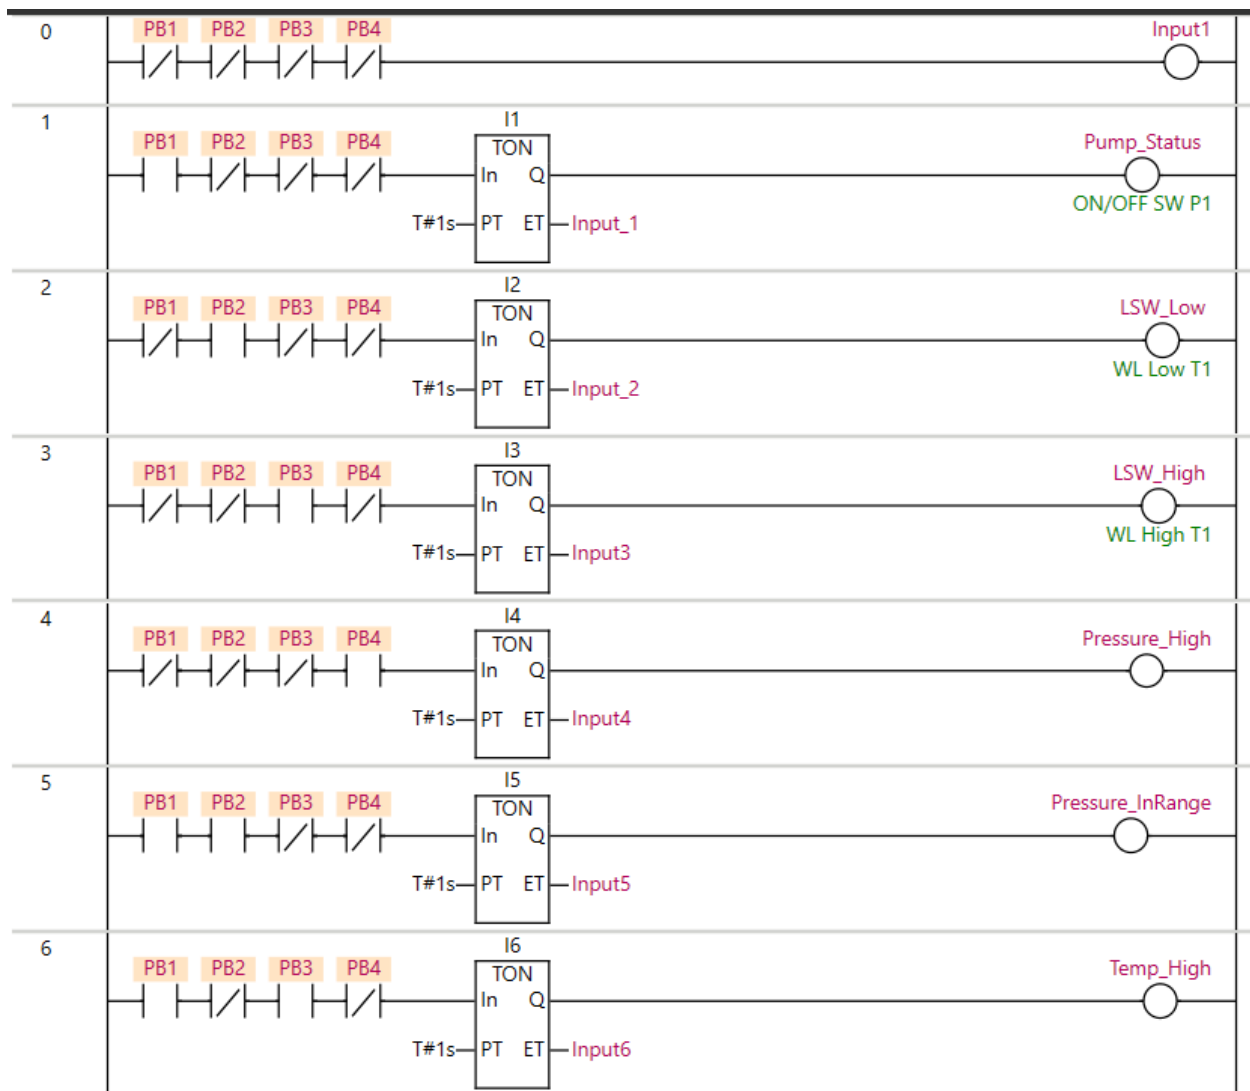 0 PB1 PB2 PB3 PB4 Input1
1 I1
PB1 PB2 PB3 PB4 TON Pump_Status
In Q
ON/OFF SW P1
T#1s PT ET Input_1
2 I2
PB1 PB2 PB3 PB4 TON LSW_Low
In Q
WL Low T1
T#1s PT ET Input_2
3 I3
PB1 PB2 PB3 PB4 TON LSW_High
In Q
WL High T1
T#1s PT ET Input3
4 I4
PB1 PB2 PB3 PB4 TON Pressure_High
In Q
T#1s PT ET Input4
5 I5
PB1 PB2 PB3 PB4 TON Pressure_InRange
In Q
T#1s PT ET Input5
6 I6
PB1 PB2 PB3 PB4 TON Temp_High
In Q
T#1s PT ET Input6